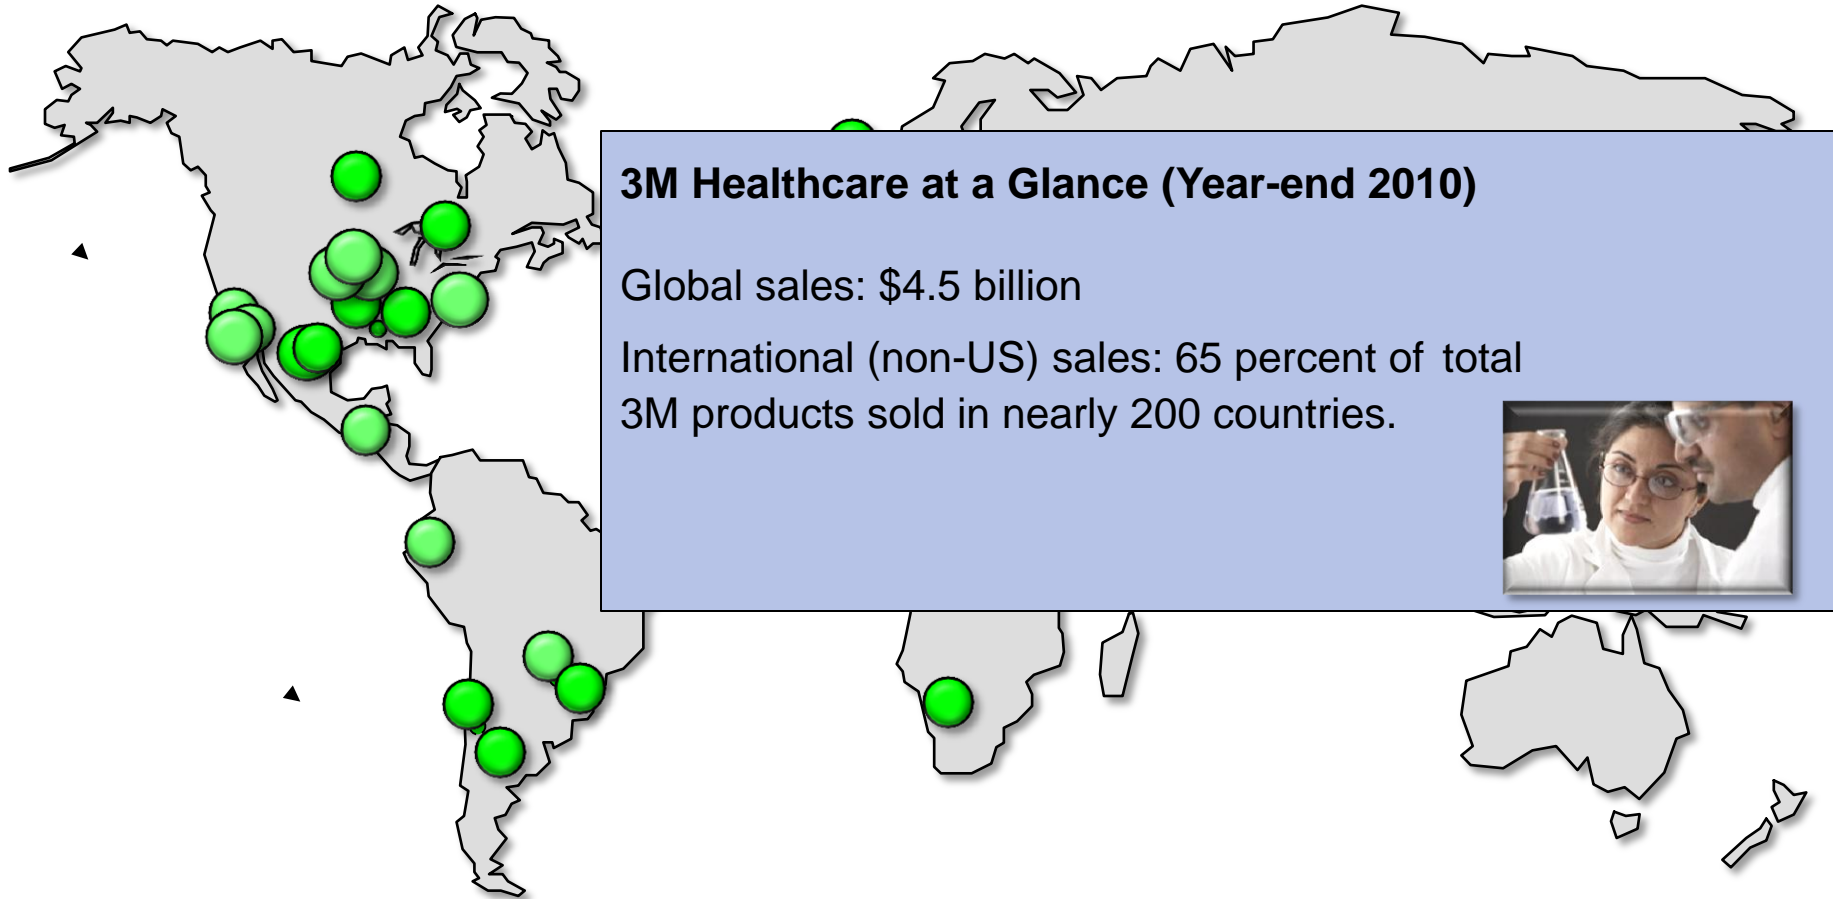 3M Healthcare at a Glance (Year-end 2010)
Global sales: $4.5 billion
International (non-US) sales: 65 percent of total
3M products sold in nearly 200 countries.